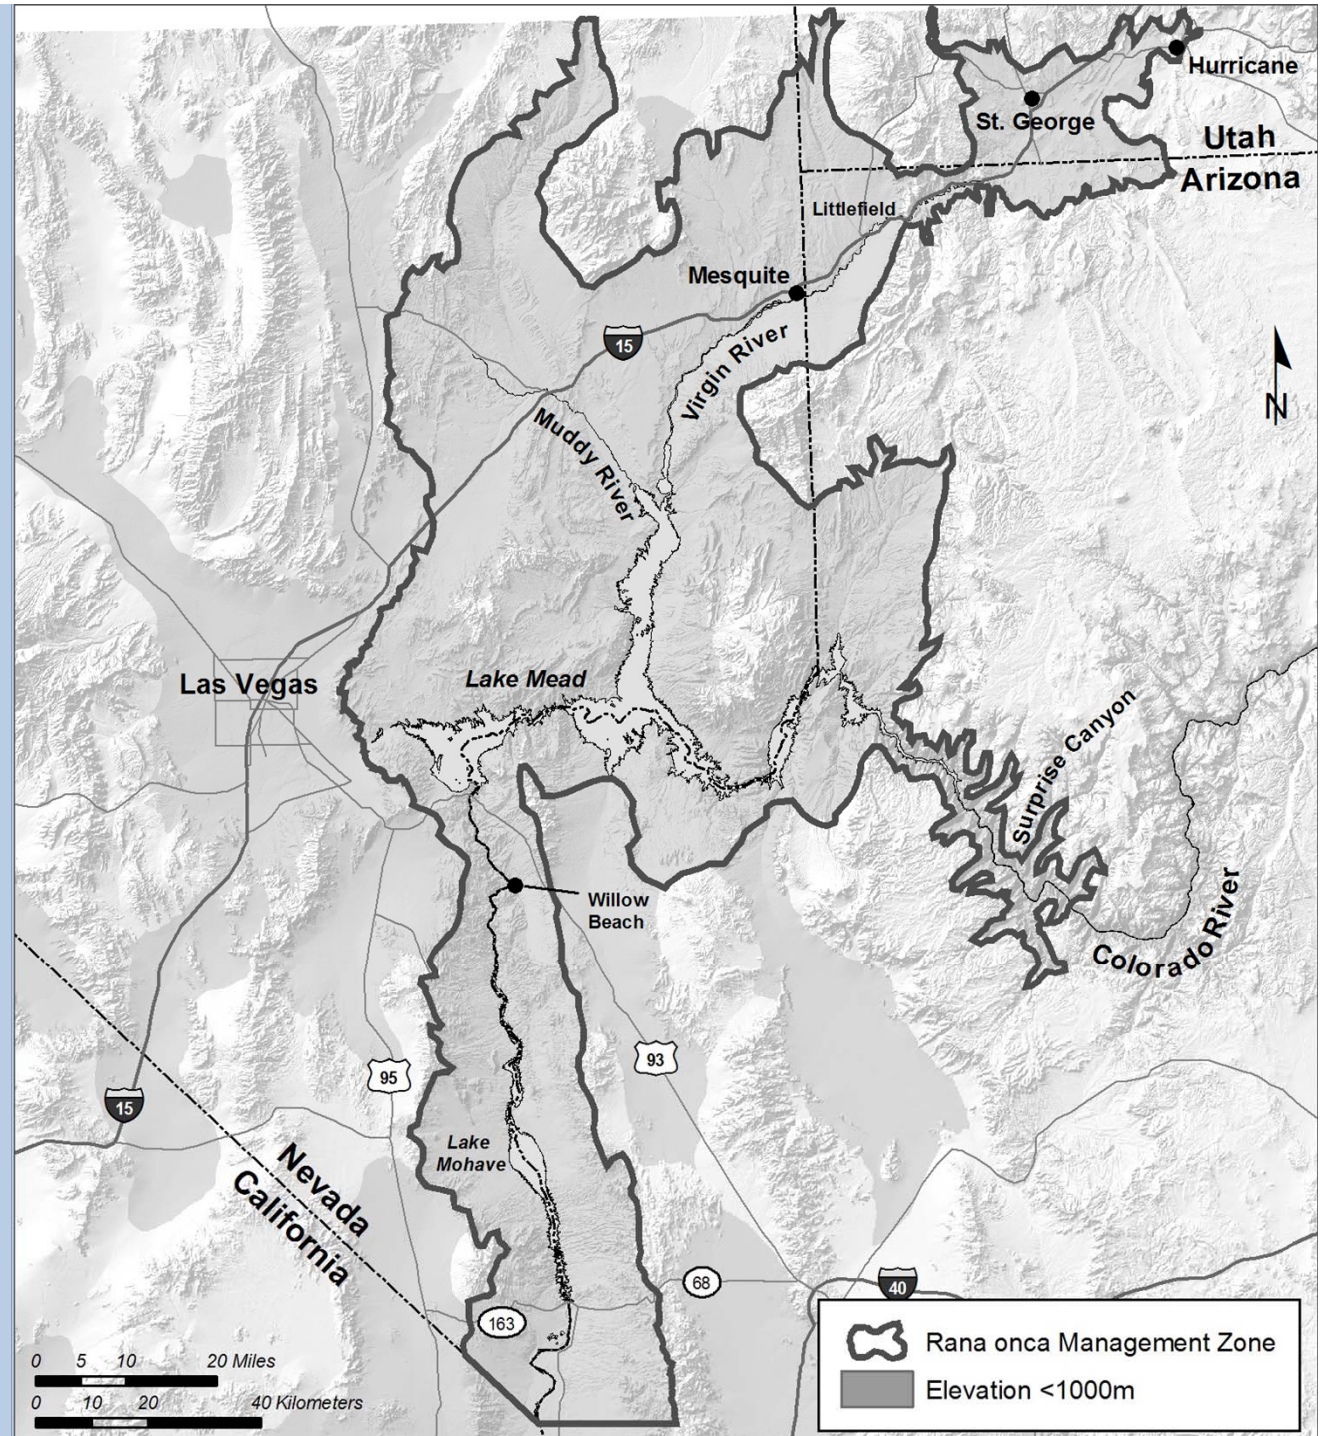 Hurricane
St. George
Utah
Arizona
Littlefield
Mesquite
15
Virgin River
Muddy River
N
Las Vegas
Lake Mead
Surprise Canyon
Willow
Beach
Colorado River
95
93
15
Lake
Mohave
Nevada
California
68
40
163
0 5 10 20 Miles
0 10 20 40 Kilometers
Rana onca Management Zone
Elevation <1000m